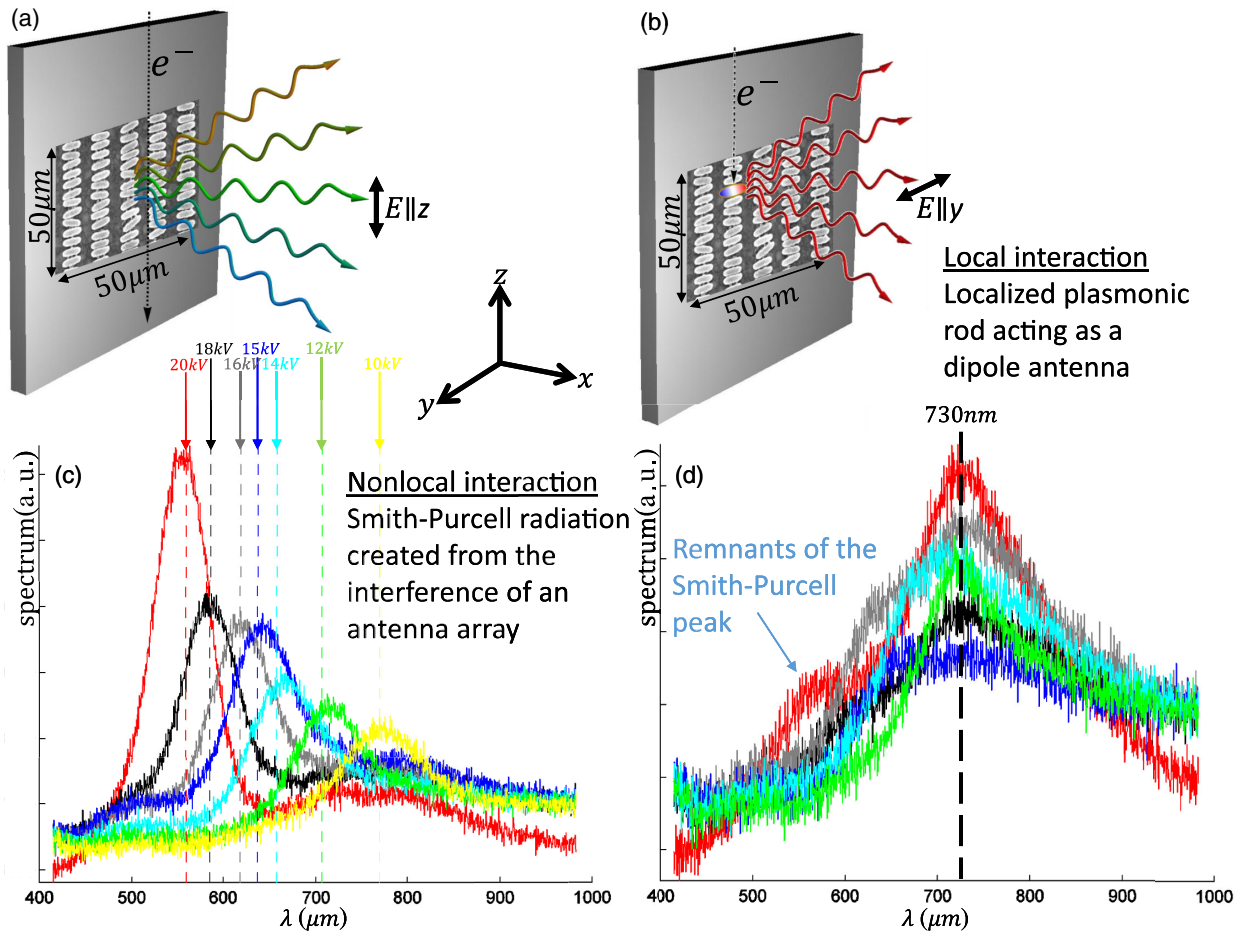 (a)
e−
50μm
50μm
E∥z
(b)
e−
50μm
50μm
E∥y
Local interaction
Localized plasmonic
rod acting as a
dipole antenna
z
x
y
18kV
15kV
12kV
10kV
20kV
16kV
14kV
(c)
Nonlocal interaction
Smith-Purcell radiation
created from the
interference of an
antenna array
spectrum(a. u.)
400
500
600
700
800
900
1000
λ (μm)
730nm
(d)
Remnants of the
Smith-Purcell
peak
spectrum(a. u.)
400
500
600
700
800
900
1000
λ (μm)